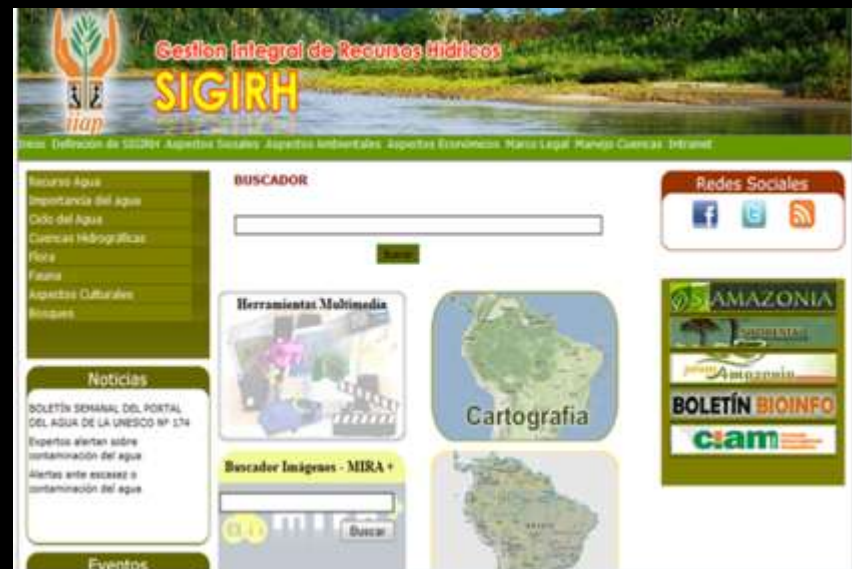 Gestion Integral de Recursos Hídricos
SIGIRH
iiap
Inicio Definición de SIGIRH Aspectos Sociales Aspectos Ambientales Aspectos Económicos Marco Legal Manejo Cuencas Intranet
Recurso Agua
Importancia del agua
Ciclo del Agua
Cuencas Hidrográficas
Flora
Fauna
Aspectos Culturales
Bosques
Noticias
BOLETÍN SEMANAL DEL PORTAL
DEL AGUA DE LA UNESCO Nº 174
Expertos alertan sobre
contaminación del agua
Alertas ante escasez o
contaminación del agua
Eventos
BUSCADOR
Buscar
Herramientas Multimedia
Cartografia
Buscador Imágenes - MIRA +
Buscar
BRASIL
Redes Sociales
SIAMAZONIA
Amazonia
BOLETÍN BIOINFO
ciam